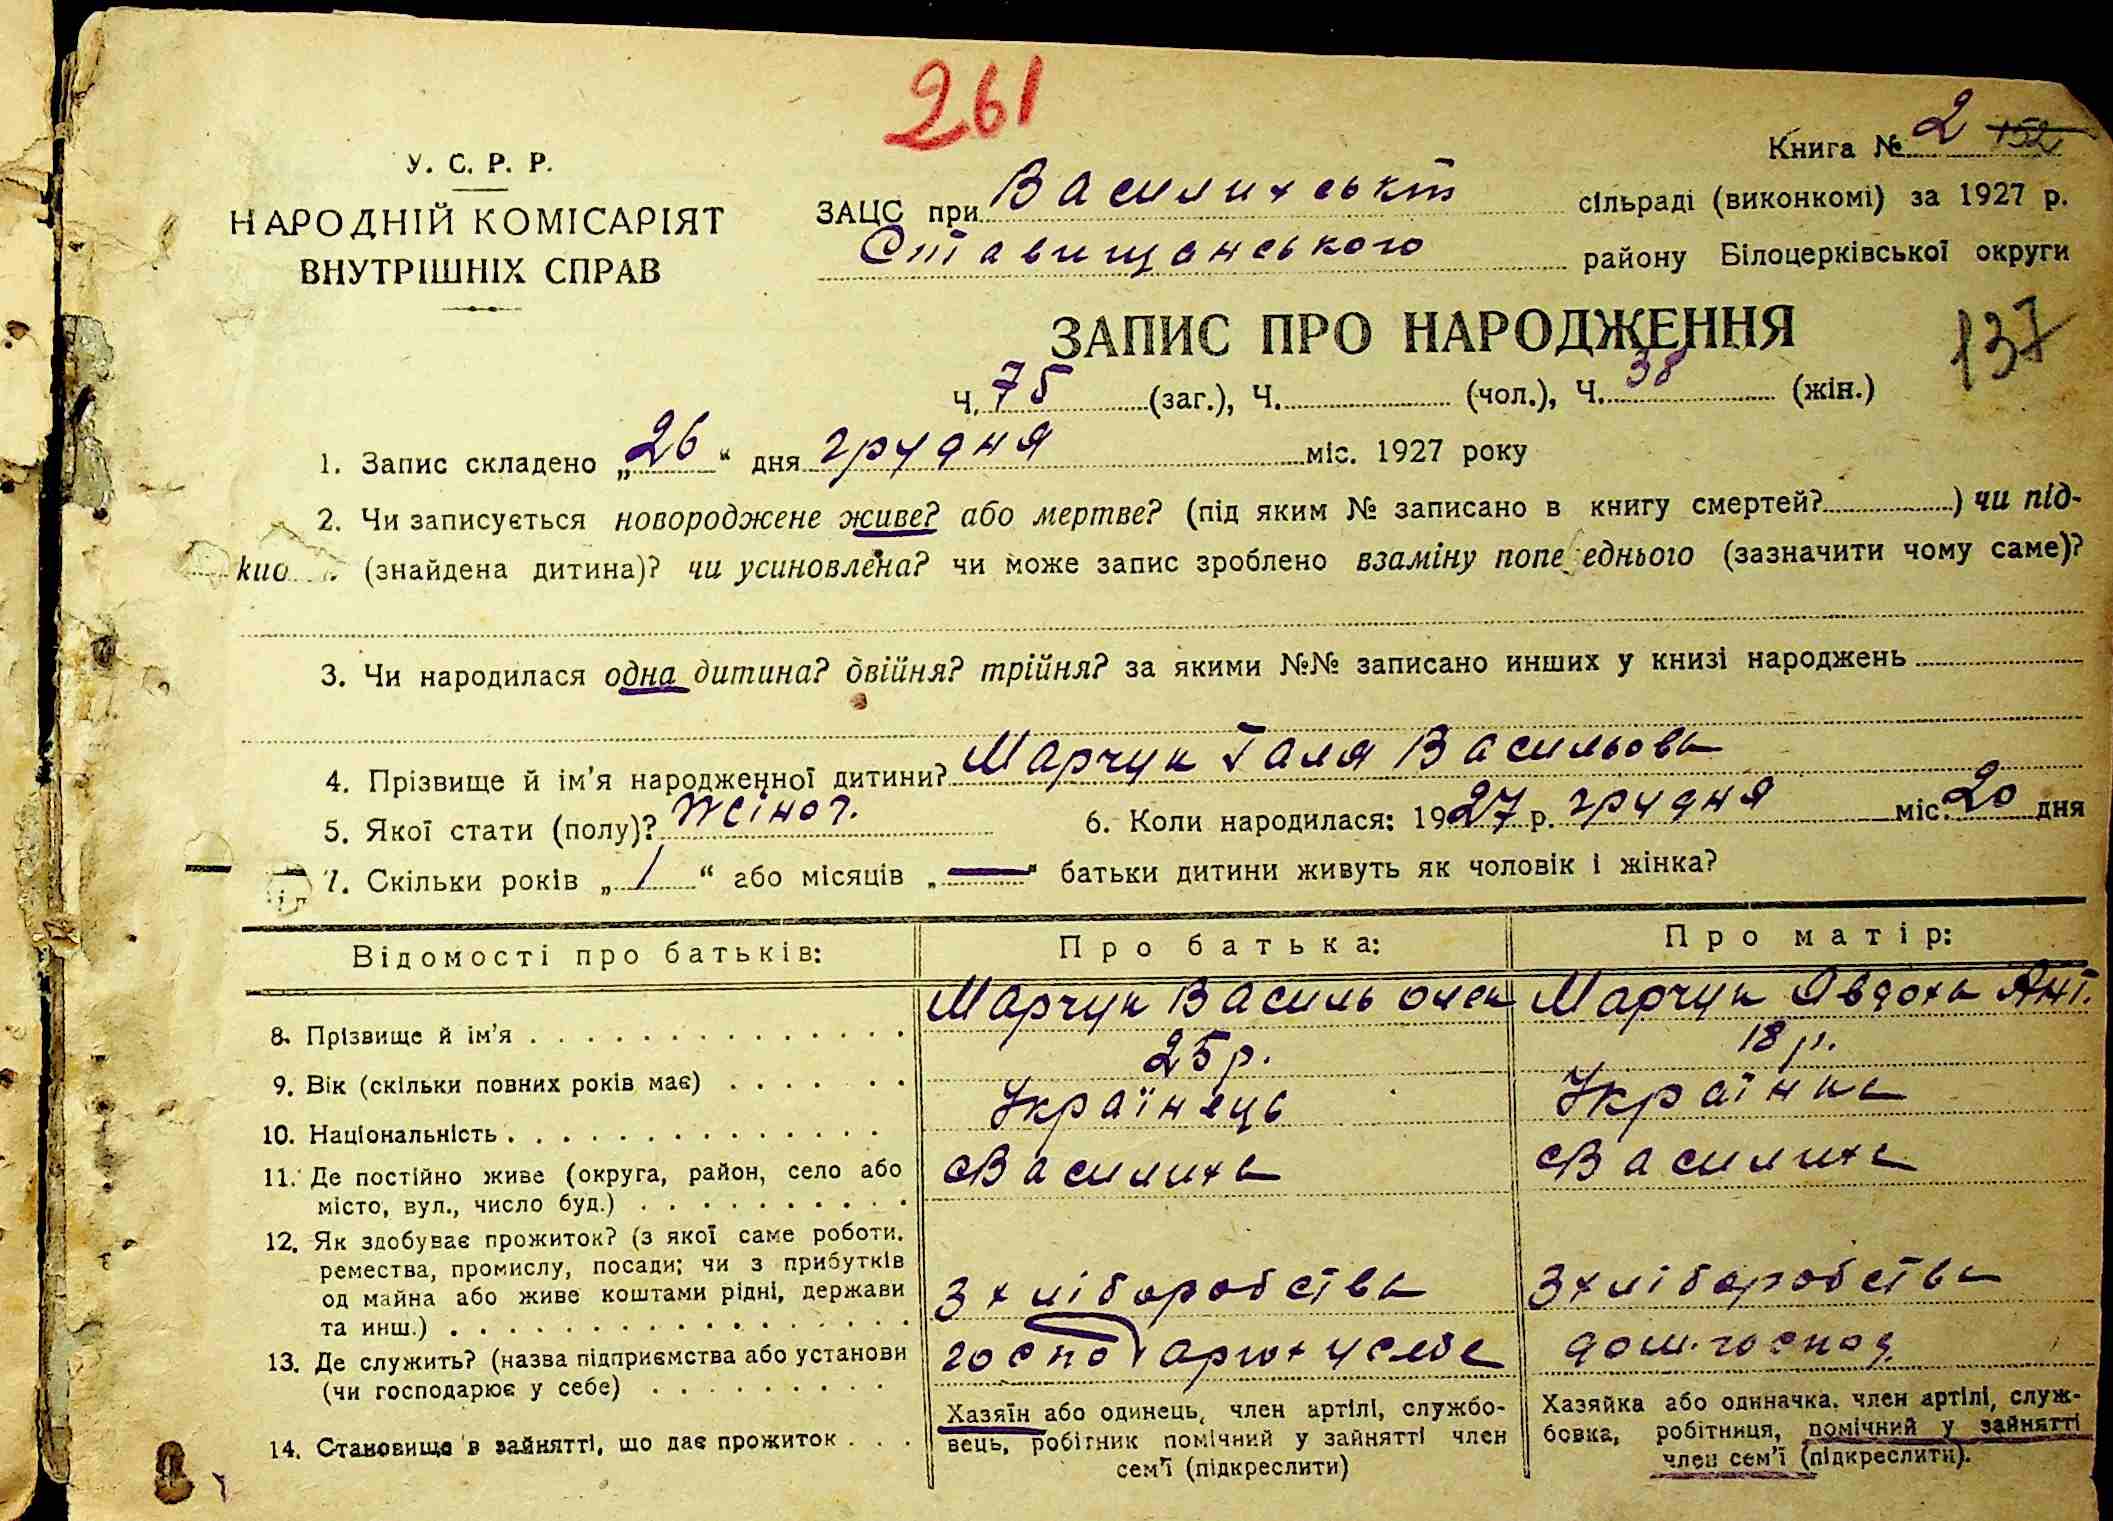 261
Книга № 2 152
У. С. Р. Р.
НАРОДНІЙ КОМІСАРІЯТ
ВНУТРІШНІХ СПРАВ
ЗАЦС при Василихській сільраді (виконкомі) за 1927 р.
Ставищанського району Білоцерківської округи
ЗАПИС ПРО НАРОДЖЕННЯ
137
Ч. 75 (заг.), Ч. (чол.), Ч. 38 (жін.)
1. Запис складено „26“ дня грудня міс. 1927 року
2. Чи записується новороджене живе? або мертве? (під яким № записано в книгу смертей? ) чи під-
кид (знайдена дитина)? чи усиновлена? чи може запис зроблено взаміну попереднього (зазначити чому саме)?
3. Чи народилася одна дитина? двійня? трійня? за якими №№ записано инших у книзі народжень
4. Прізвище й ім'я народженної дитини? Марчук Галя Васильовa
5. Якої стати (полу)? жіноч. 6. Коли народилася: 1927 р. грудня міс. 20 дня
7. Скільки років „1“ або місяців „—“ батьки дитини живуть як чоловік і жінка?
Відомості про батьків: Про батька: Про матір:
8. Прізвище й ім'я . . . . . . . . . . . . . . . Марчук Василь Олек Марчук Явдоха Ант.
9. Вік (скільки повних років має) . . . . . . 25 р. 18 р.
10. Національність . . . . . . . . . . . . . . . Українець Українка
11. Де постійно живе (округа, район, село або
місто, вул., число буд.) . . . . . . . . . . с Василиха с Василиха
12. Як здобуває прожиток? (з якої саме роботи.
ремества, промислу, посади; чи з прибутків
од майна або живе коштами рідні, держави
та инш.) . . . . . . . . . . . . . . . . . З хліборобства З хліборобства
13. Де служить? (назва підприємства або установи
(чи господарює у себе) . . . . . . . . . . господарює у себе дом. господ.
14. Становище в зайнятті, що дає прожиток . . .
Хазяїн або одинець, член артілі, службо-
вець, робітник помічний у зайнятті член
сем'ї (підкреслити)
Хазяйка або одиначка, член артілі, служ-
бовка, робітниця, помічний у зайнятті
член сем'ї (підкреслити).